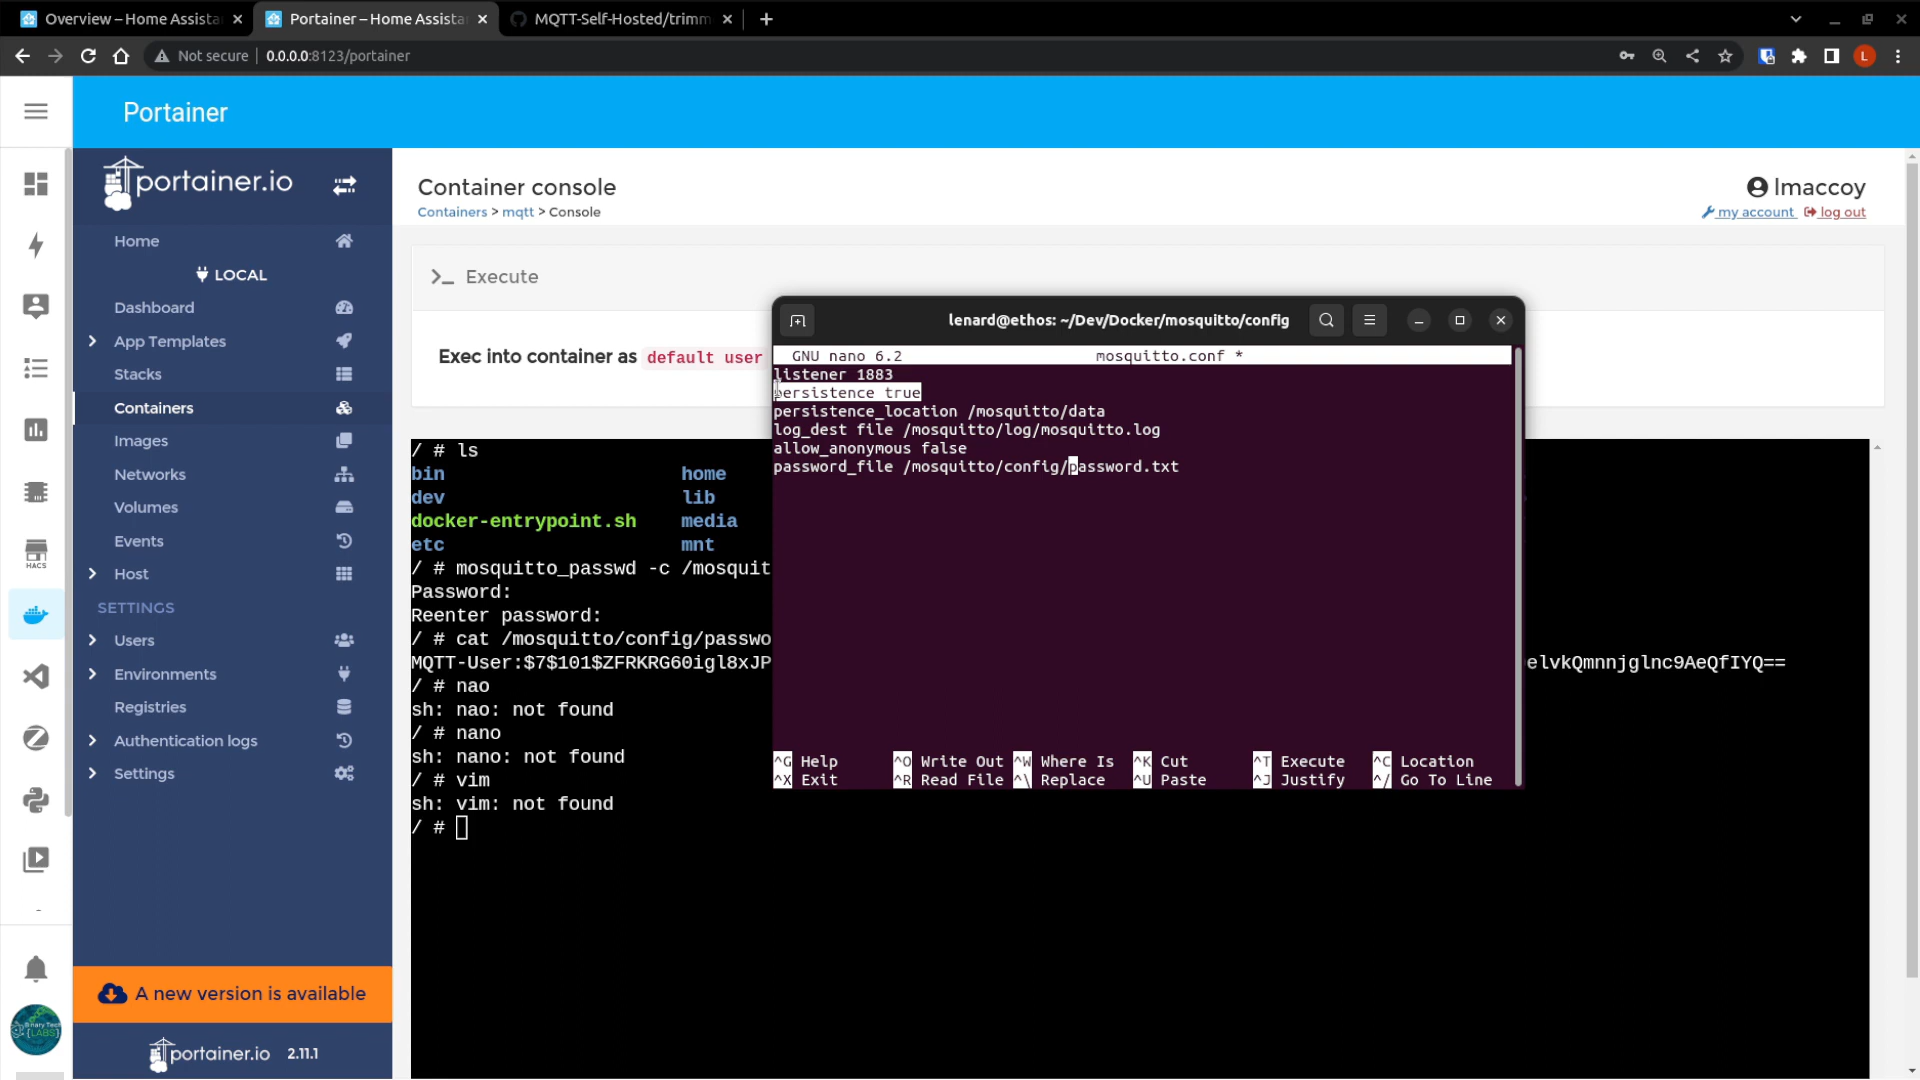 Overview – Home Assista
Portainer – Home Assista
MQTT-Self-Hosted/trimm
Not secure
0.0.0.0:8123/portainer
L
Portainer
portainer.io
Home
LOCAL
Dashboard
App Templates
Stacks
Containers
Images
Networks
Volumes
Events
Host
SETTINGS
Users
Environments
Registries
Authentication logs
Settings
HACS
A new version is available
portainer.io 2.11.1
Container console
Containers > mqtt > Console
lmaccoy
my account log out
>_ Execute
Exec into container as default user
/ # ls
bin home
dev lib
docker-entrypoint.sh media
etc mnt
/ # mosquitto_passwd -c /mosquit
Password:
Reenter password:
/ # cat /mosquitto/config/passwo
MQTT-User:$7$101$ZFRKRG60igl8xJP
elvkQmnnjglnc9AeQfIYQ==
/ # nao
sh: nao: not found
/ # nano
sh: nano: not found
/ # vim
sh: vim: not found
/ #
lenard@ethos: ~/Dev/Docker/mosquitto/config
GNU nano 6.2 mosquitto.conf *
listener 1883
persistence true
persistence_location /mosquitto/data
log_dest file /mosquitto/log/mosquitto.log
allow_anonymous false
password_file /mosquitto/config/password.txt
^G Help ^O Write Out ^W Where Is ^K Cut ^T Execute ^C Location
^X Exit ^R Read File ^\ Replace ^U Paste ^J Justify ^/ Go To Line